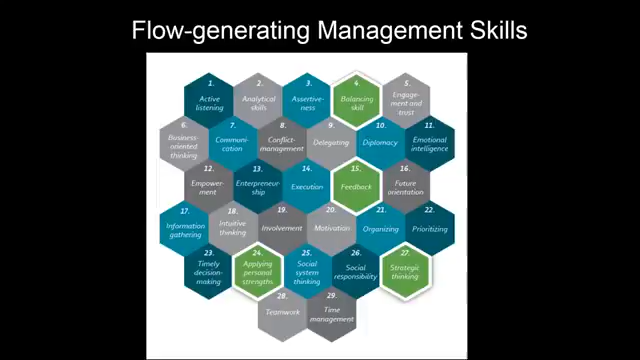 Flow-generating Management Skills
1.
Active
listening
2.
Analytical
skills
3.
Assertive-
ness
4.
Balancing
skill
5.
Engage-
ment and
trust
6.
Business-
oriented
thinking
7.
Communi-
cation
8.
Conflict-
management
9.
Delegating
10.
Diplomacy
11.
Emotional
intelligence
12.
Empower-
ment
13.
Enterpreneur-
ship
14.
Execution
15.
Feedback
16.
Future
orientation
17.
Information
gathering
18.
Intuitive
thinking
19.
Involvement
20.
Motivation
21.
Organizing
22.
Prioritizing
23.
Timely
decision-
making
24.
Applying
personal
strengths
25.
Social
system
thinking
26.
Social
responsibility
27.
Strategic
thinking
28.
Teamwork
29.
Time
management